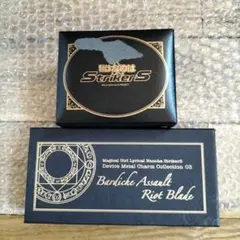 StrikerS
Magical Girl Lyrical Nanoha StrikerS
Device Metal Charm Collection 03
Bardiche Assault
Riot Blade